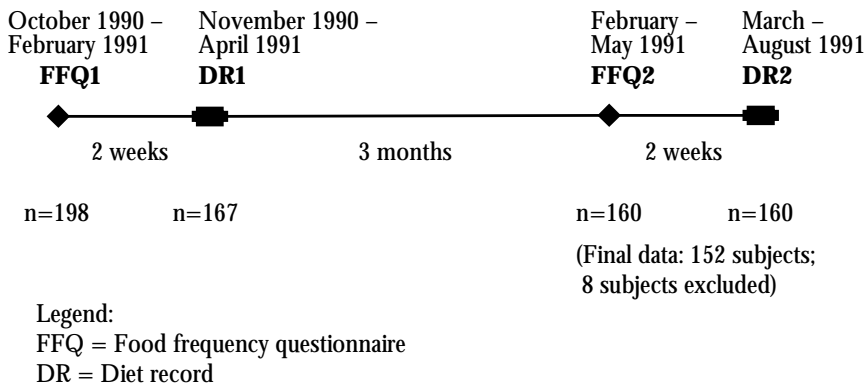 October 1990 –
February 1991
FFQ1
November 1990 –
April 1991
DR1
February –
May 1991
FFQ2
March –
August 1991
DR2
2 weeks
3 months
2 weeks
n=198
n=167
n=160
n=160
(Final data: 152 subjects;
8 subjects excluded)
Legend:
FFQ = Food frequency questionnaire
DR = Diet record